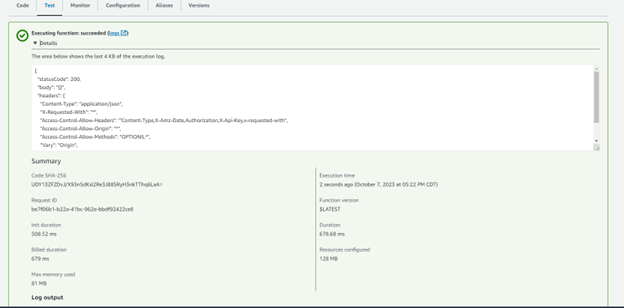 Code Test Monitor Configuration Aliases Versions
Executing function: succeeded (logs)
▼ Details
The area below shows the last 4 KB of the execution log.
{
"statusCode": 200,
"body": "[]",
"headers": {
"Content-Type": "application/json",
"X-Requested-With": "*",
"Access-Control-Allow-Headers": "Content-Type,X-Amz-Date,Authorization,X-Api-Key,x-requested-with",
"Access-Control-Allow-Origin": "*",
"Access-Control-Allow-Methods": "OPTIONS,*",
"Vary": "Origin",
Summary
Code SHA-256
Execution time
2 seconds ago (October 7, 2023 at 05:22 PM CDT)
Request ID
Function version
be7f06b1-b22a-41bc-962e-bbdf92422ce8
$LATEST
Init duration
Duration
508.52 ms
678.68 ms
Billed duration
Resources configured
679 ms
128 MB
Max memory used
81 MB
Log output